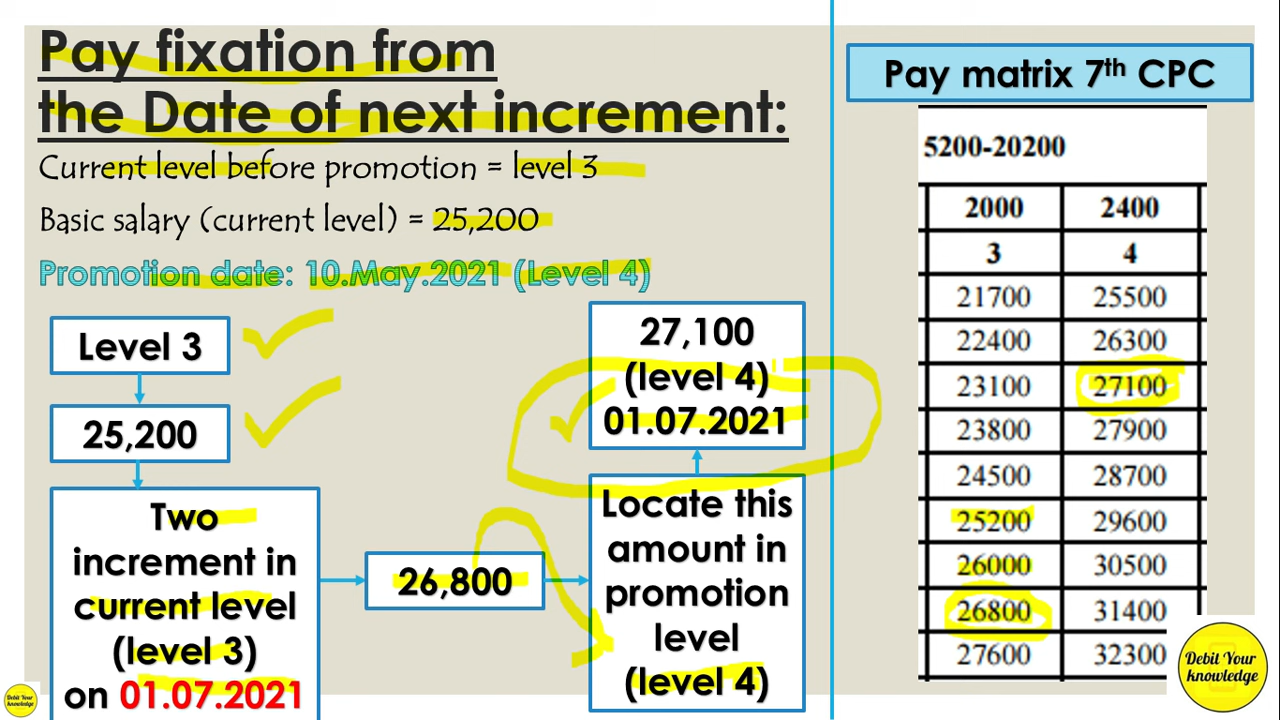 Pay fixation from
the Date of next increment:
Current level before promotion = level 3
Basic salary (current level) = 25,200
Promotion date: 10.May.2021 (Level 4)
Level 3
25,200
Two
increment in
current level
(level 3)
on 01.07.2021
26,800
Locate this
amount in
promotion
level
(level 4)
27,100
(level 4)
01.07.2021
Pay matrix 7th CPC
5200-20200
2000 2400
3 4
21700 25500
22400 26300
23100 27100
23800 27900
24500 28700
25200 29600
26000 30500
26800 31400
27600 32300
Debit Your
knowledge
Debit Your
knowledge